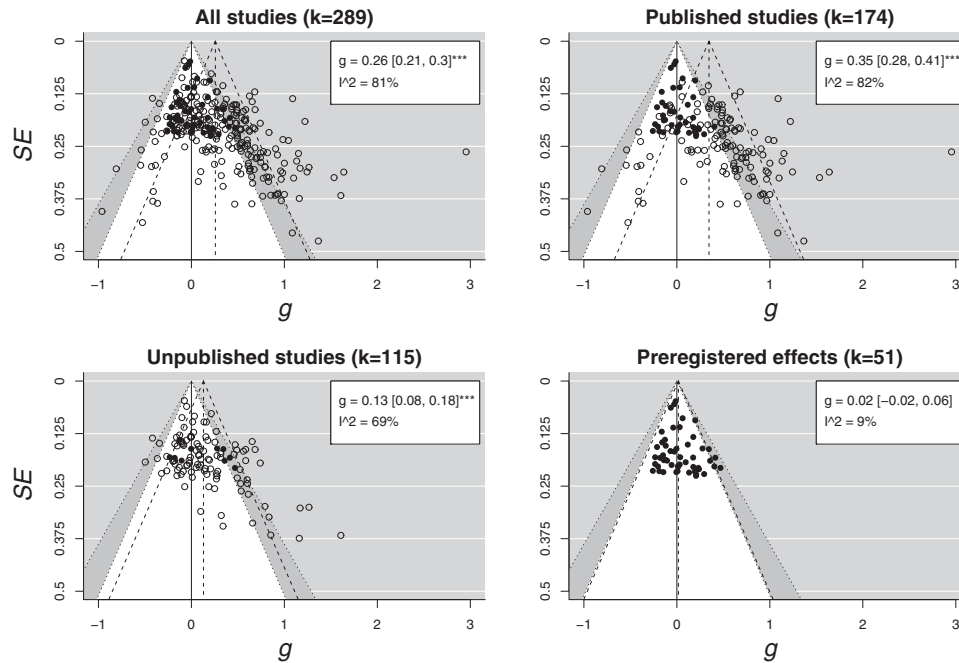 All studies (k=289)
g = 0.26 [0.21, 0.3]***
I^2 = 81%
SE
0
0.125
0.25
0.375
0.5
−1
0
1
2
3
g
Published studies (k=174)
g = 0.35 [0.28, 0.41]***
I^2 = 82%
0
0.125
0.25
0.375
0.5
−1
0
1
2
3
g
Unpublished studies (k=115)
g = 0.13 [0.08, 0.18]***
I^2 = 69%
SE
0
0.125
0.25
0.375
0.5
−1
0
1
2
3
g
Preregistered effects (k=51)
g = 0.02 [−0.02, 0.06]
I^2 = 9%
0
0.125
0.25
0.375
0.5
−1
0
1
2
3
g